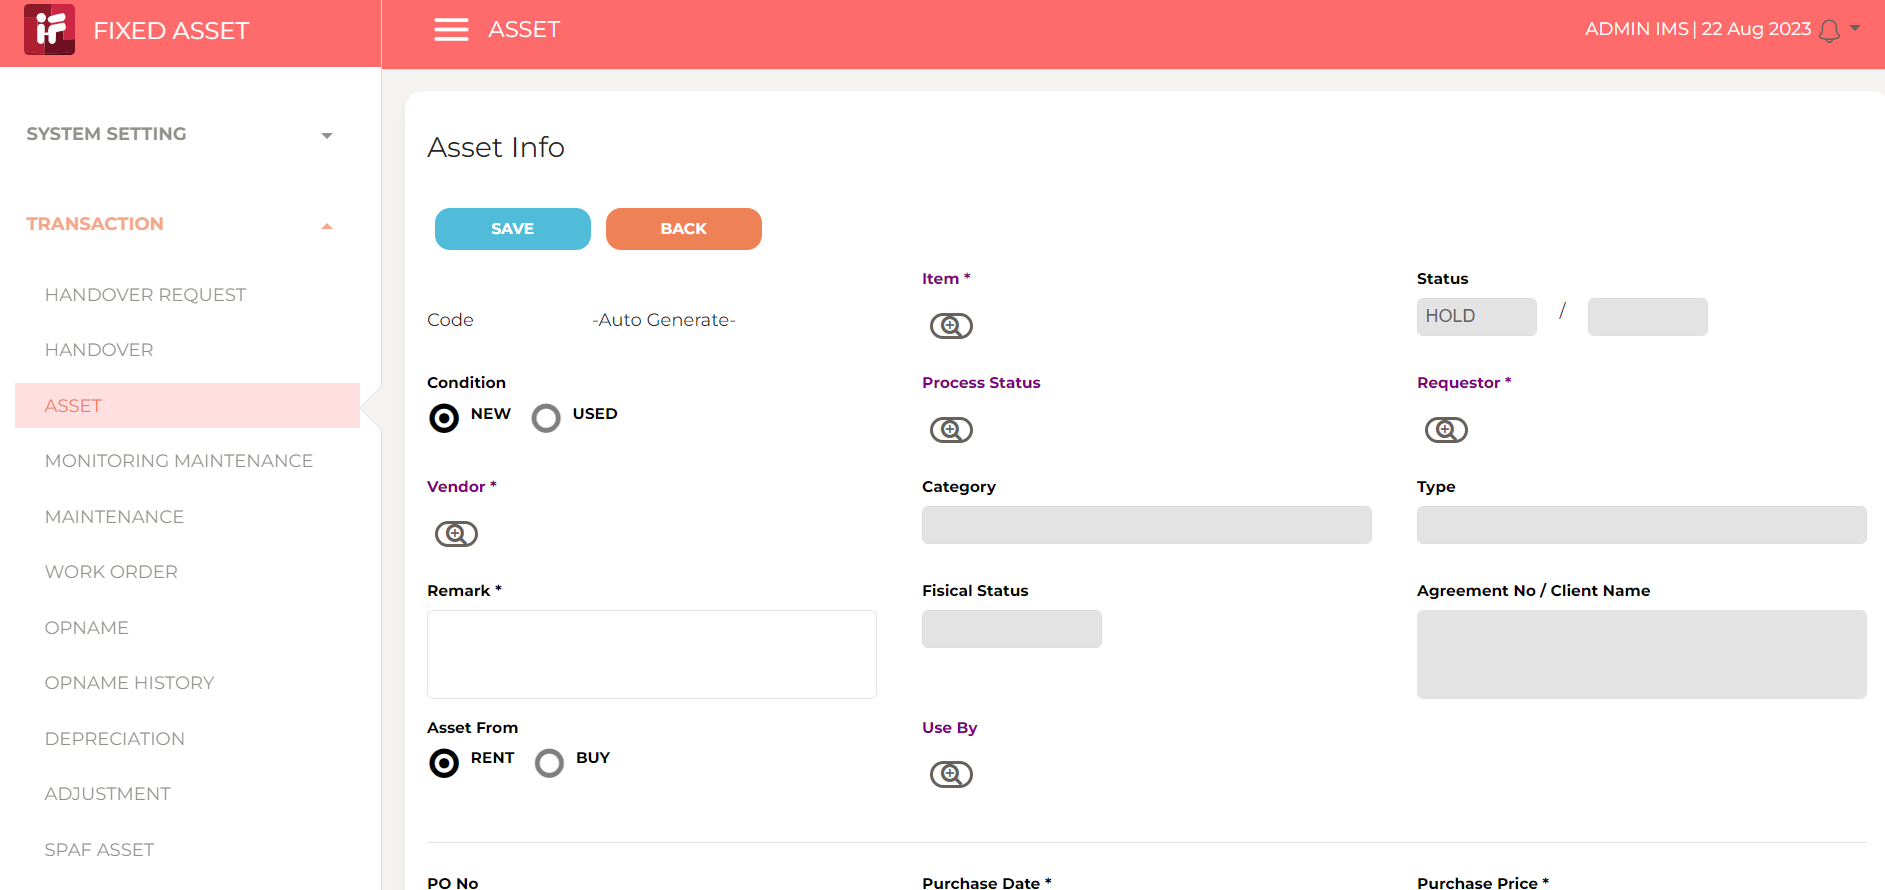 FIXED ASSET
ASSET
ADMIN IMS | 22 Aug 2023
SYSTEM SETTING
TRANSACTION
HANDOVER REQUEST
HANDOVER
ASSET
MONITORING MAINTENANCE
MAINTENANCE
WORK ORDER
OPNAME
OPNAME HISTORY
DEPRECIATION
ADJUSTMENT
SPAF ASSET
Asset Info
SAVE BACK
Code -Auto Generate-
Item *
Status
HOLD /
Condition
NEW USED
Process Status
Requestor *
Vendor *
Category
Type
Remark *
Fisical Status
Agreement No / Client Name
Asset From
RENT BUY
Use By
PO No
Purchase Date *
Purchase Price *